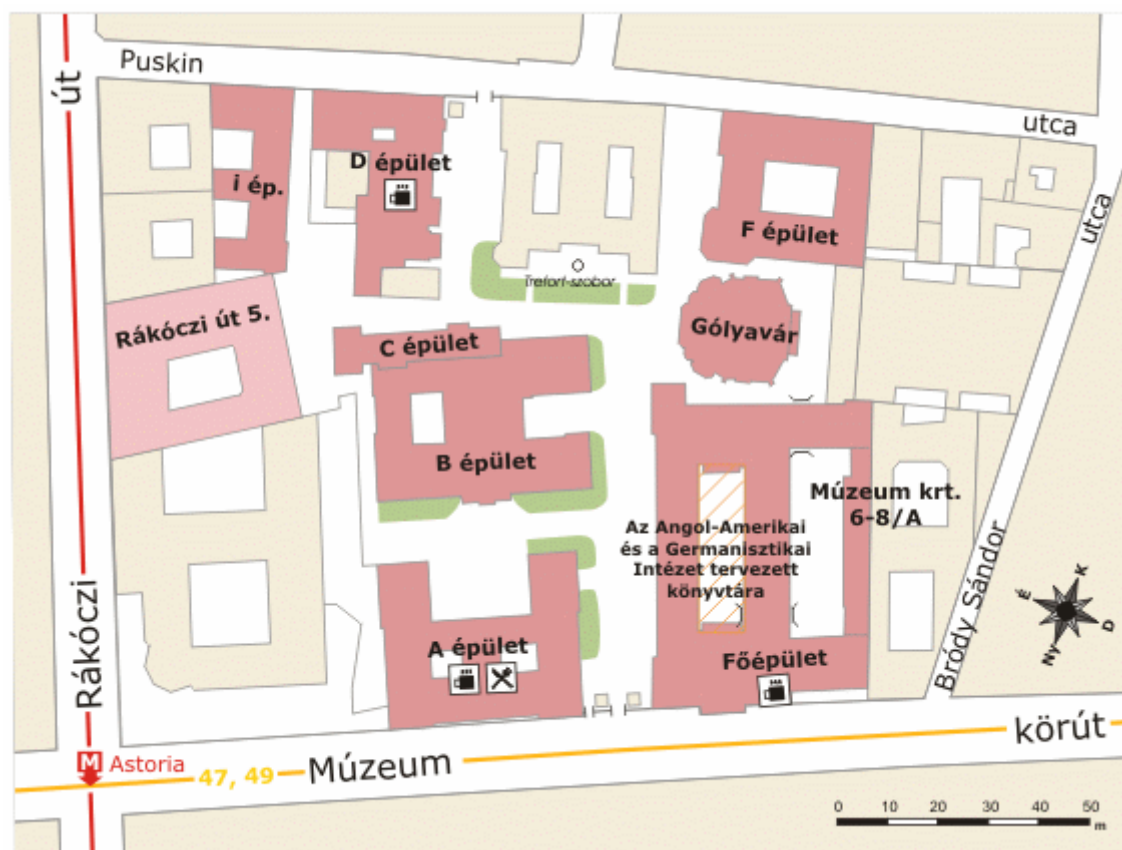 Puskin
utca
út
D épület
i ép.
utca
F épület
Trefort-szobor
Rákóczi út 5.
Gólyavár
C épület
B épület
Múzeum krt.
6-8/A
Az Angol-Amerikai
és a Germanisztikai
Intézet tervezett
könyvtára
Bródy Sándor
É
K
D
Ny
Rákóczi
A épület
Főépület
M Astoria
47, 49
Múzeum
körút
0 10 20 30 40 50
m